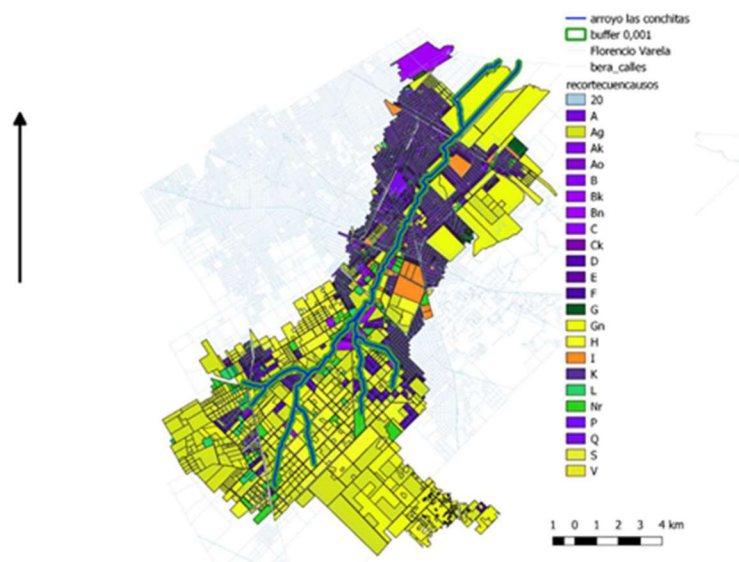 arroyo las conchitas
buffer 0,001
Florencio Varela
bera_calles
recortecuencausos
20
A
Ag
Ak
Ao
B
Bk
Bn
C
Ck
D
E
F
G
Gn
H
I
K
L
Nr
P
Q
S
V
1 0 1 2 3 4 km